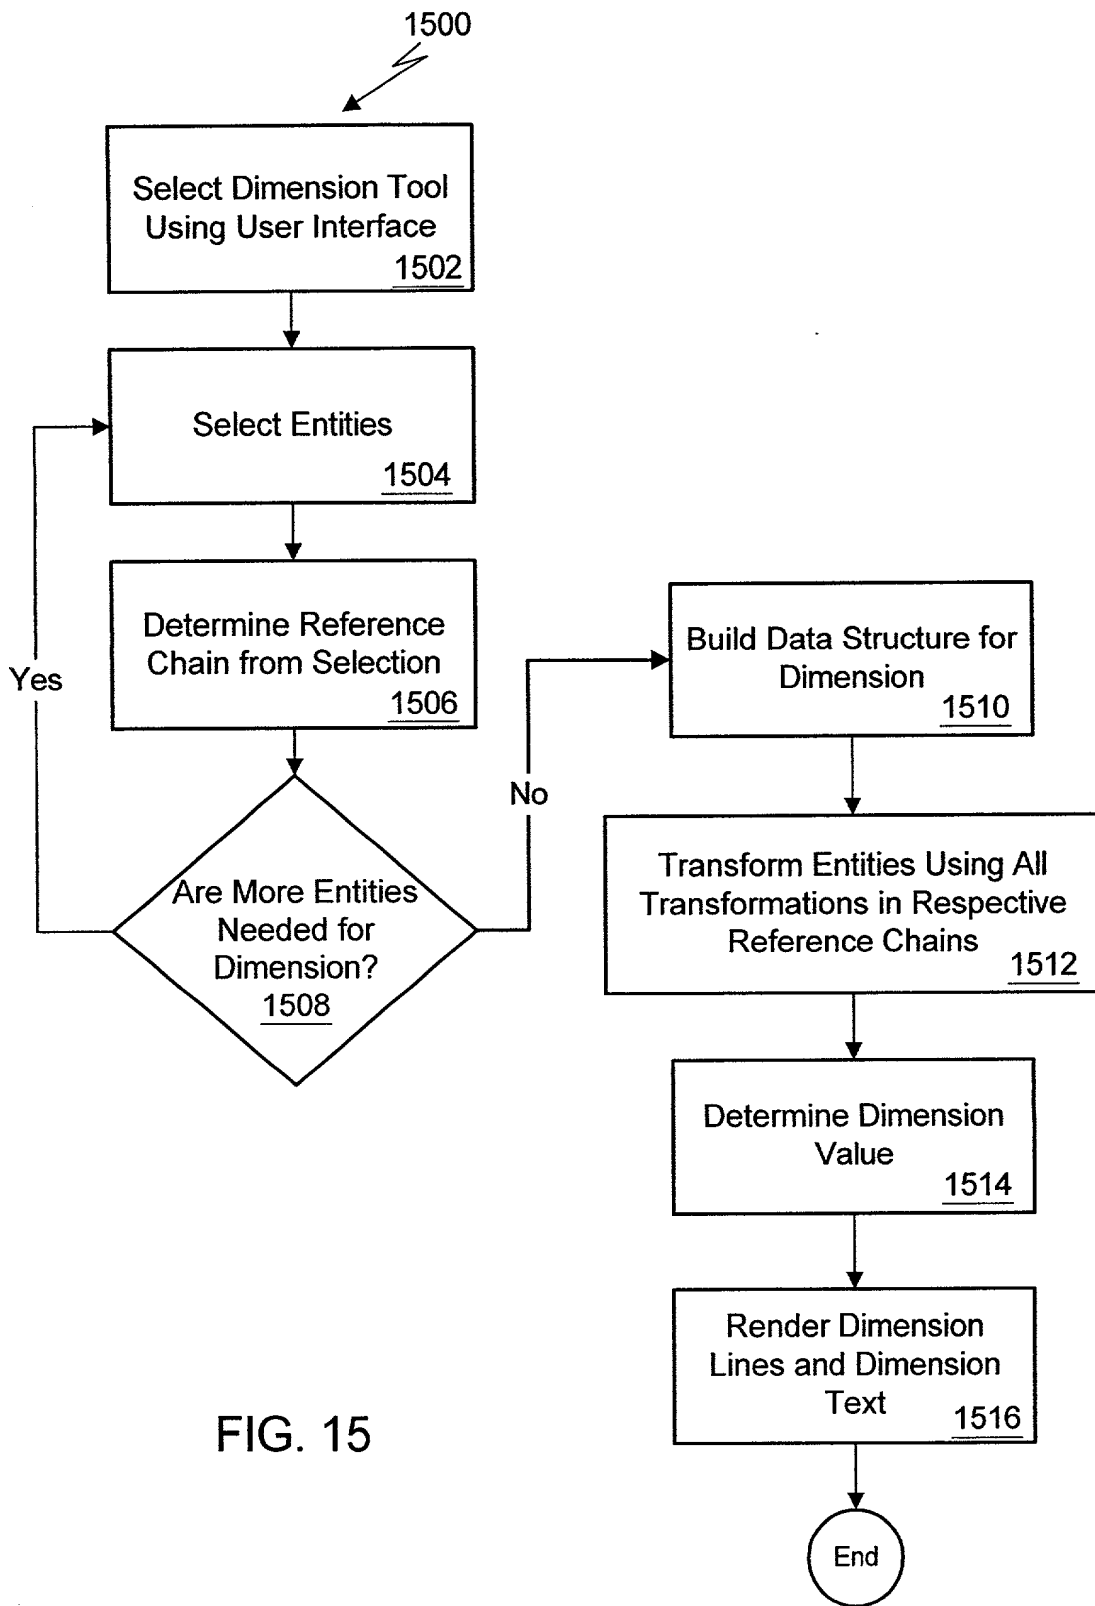 1500
Select Dimension Tool
Using User Interface
1502
Select Entities
1504
Determine Reference
Chain from Selection
1506
Yes
Are More Entities
Needed for
Dimension?
1508
No
Build Data Structure for
Dimension
1510
Transform Entities Using All
Transformations in Respective
Reference Chains
1512
Determine Dimension
Value
1514
Render Dimension
Lines and Dimension
Text
1516
End
FIG. 15